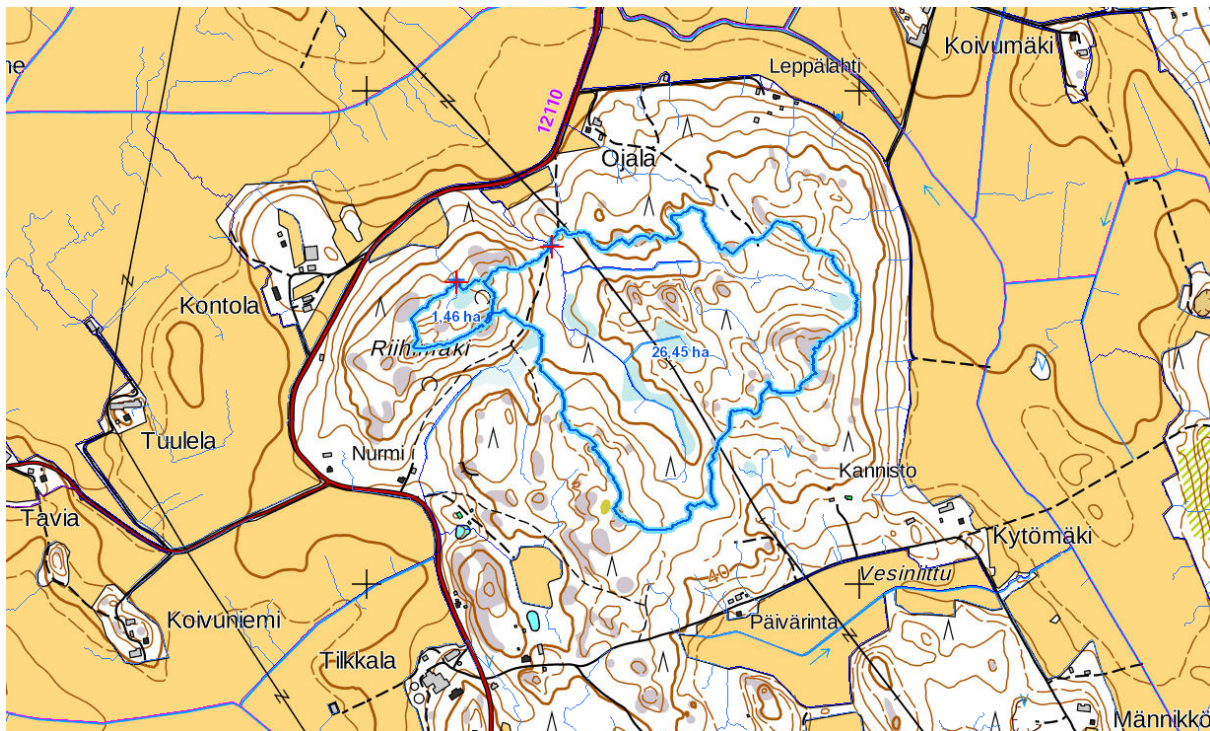 Koivumäki
Leppälahti
ne
12110
Ojala
Kontola
1,46 ha
Riihimäki
26,45 ha
Tuulela
Nurmi
Kannisto
Tavia
Kytömäki
40
Vesiniittu
Koivuniemi
Päivärinta
Tilkkala
Männikkö